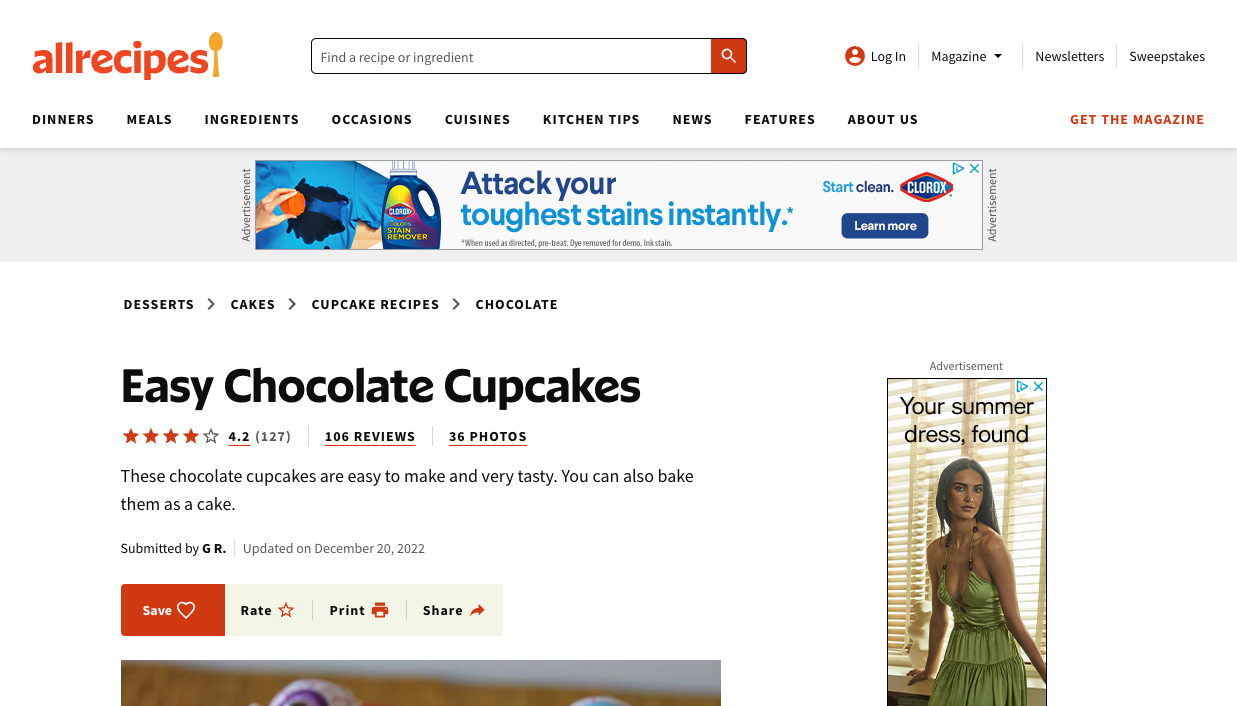 allrecipes
Find a recipe or ingredient
Log In
Magazine
Newsletters
Sweepstakes
DINNERS
MEALS
INGREDIENTS
OCCASIONS
CUISINES
KITCHEN TIPS
NEWS
FEATURES
ABOUT US
GET THE MAGAZINE
Advertisement
CLOROX
COLORS
STAIN
REMOVER
Attack your
toughest stains instantly.*
*When used as directed, pre-treat. Dye removed for demo. Ink stain.
Start clean.
CLOROX
Learn more
Advertisement
DESSERTS > CAKES > CUPCAKE RECIPES > CHOCOLATE
Easy Chocolate Cupcakes
4.2 (127)
106 REVIEWS
36 PHOTOS
These chocolate cupcakes are easy to make and very tasty. You can also bake
them as a cake.
Submitted by G R.
Updated on December 20, 2022
Save
Rate
Print
Share
Advertisement
Your summer
dress, found